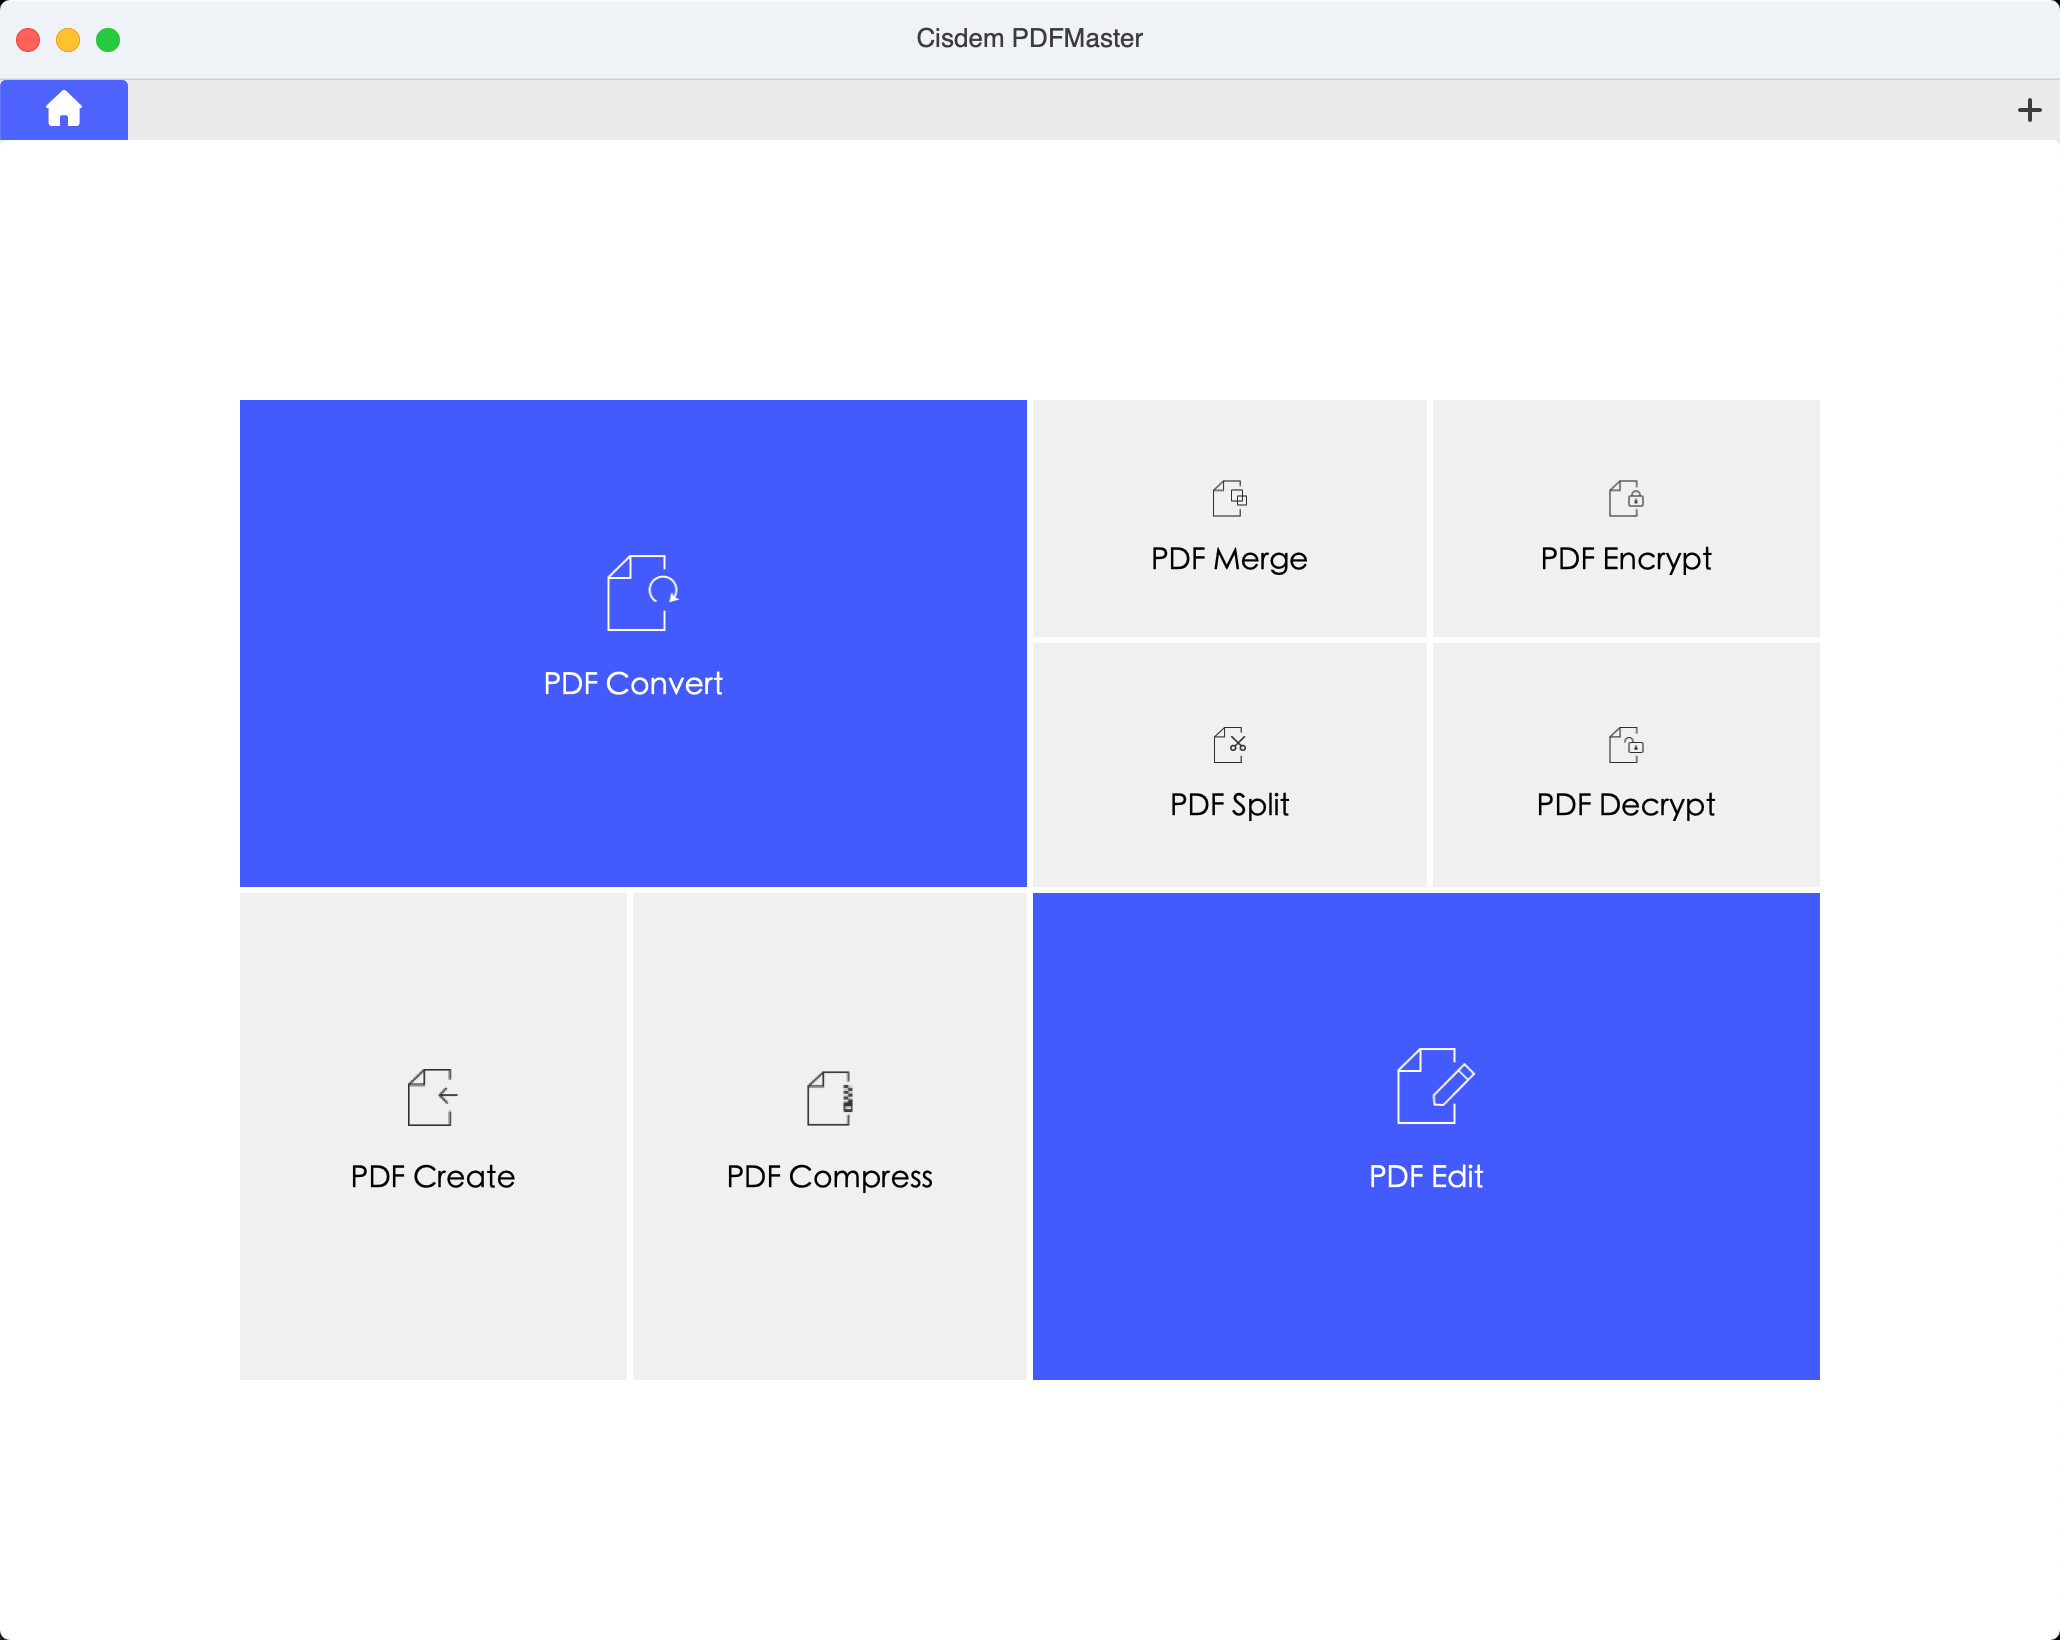 Cisdem PDFMaster
PDF Convert
PDF Merge
PDF Encrypt
PDF Split
PDF Decrypt
PDF Create
PDF Compress
PDF Edit